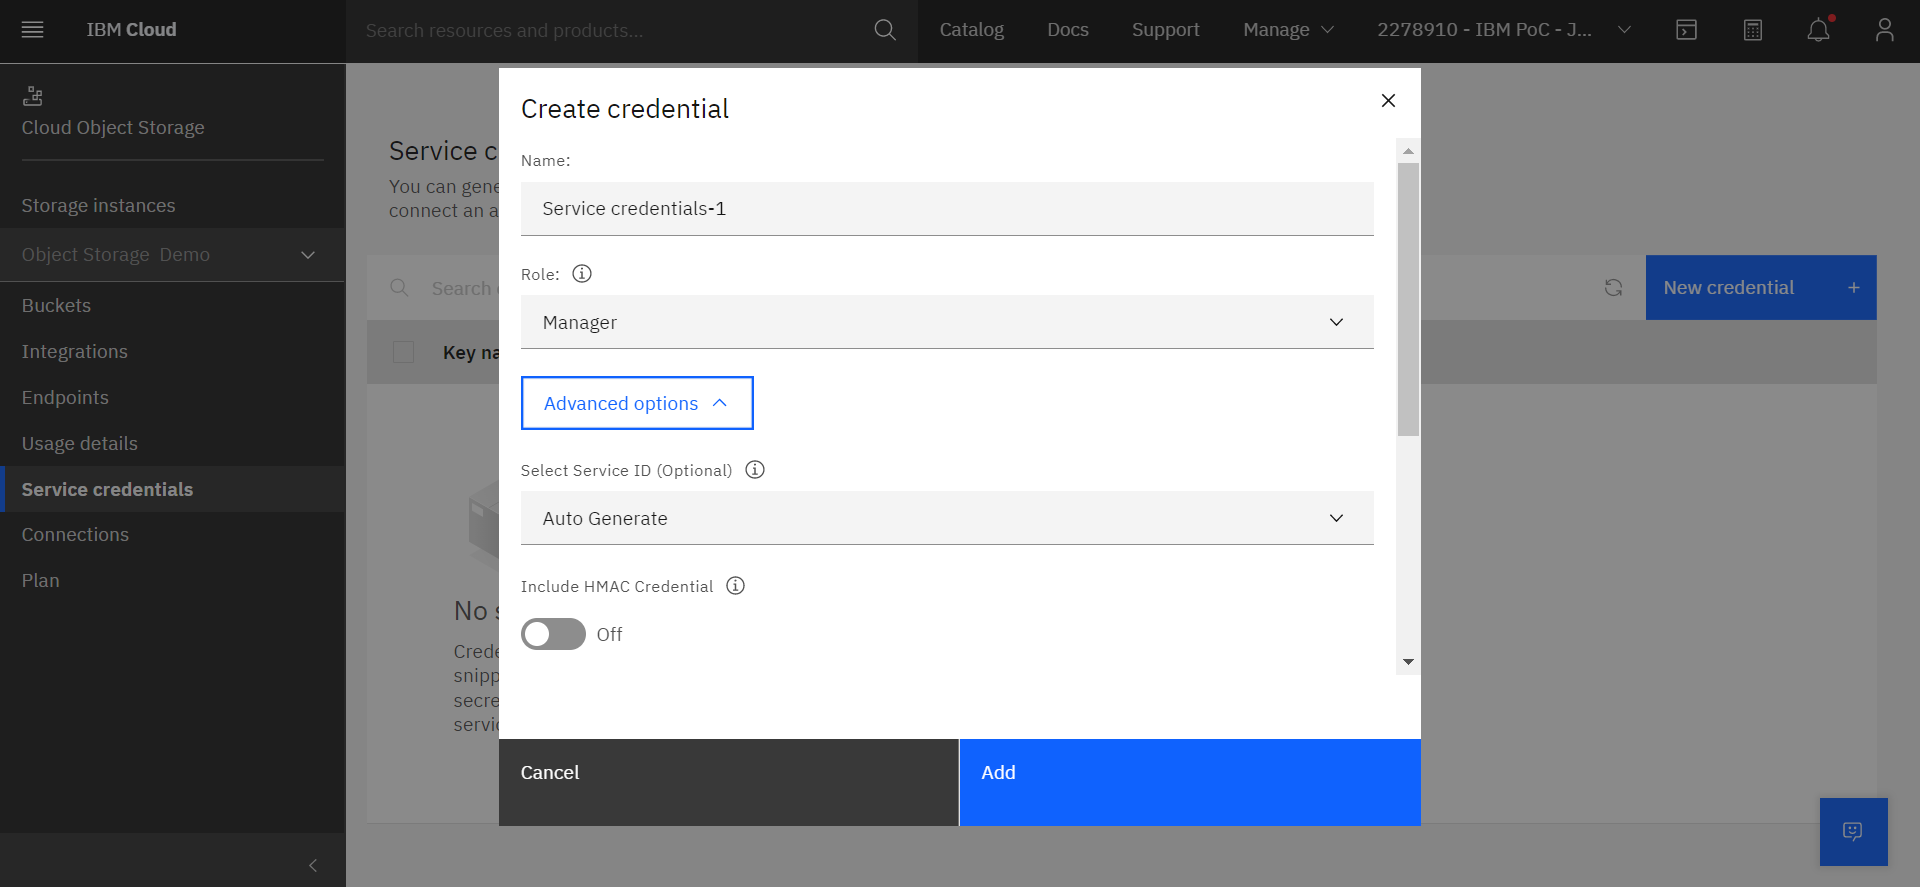 IBM Cloud
Search resources and products...
Catalog
Docs
Support
Manage
2278910 - IBM PoC - J...
Cloud Object Storage
Storage instances
Object Storage Demo
Buckets
Integrations
Endpoints
Usage details
Service credentials
Connections
Plan
Service c
You can gene
connect an a
Search
New credential +
Key na
No s
Crede
snipp
secre
servic
Create credential
Name:
Service credentials-1
Role:
Manager
Advanced options
Select Service ID (Optional)
Auto Generate
Include HMAC Credential
Off
Cancel
Add